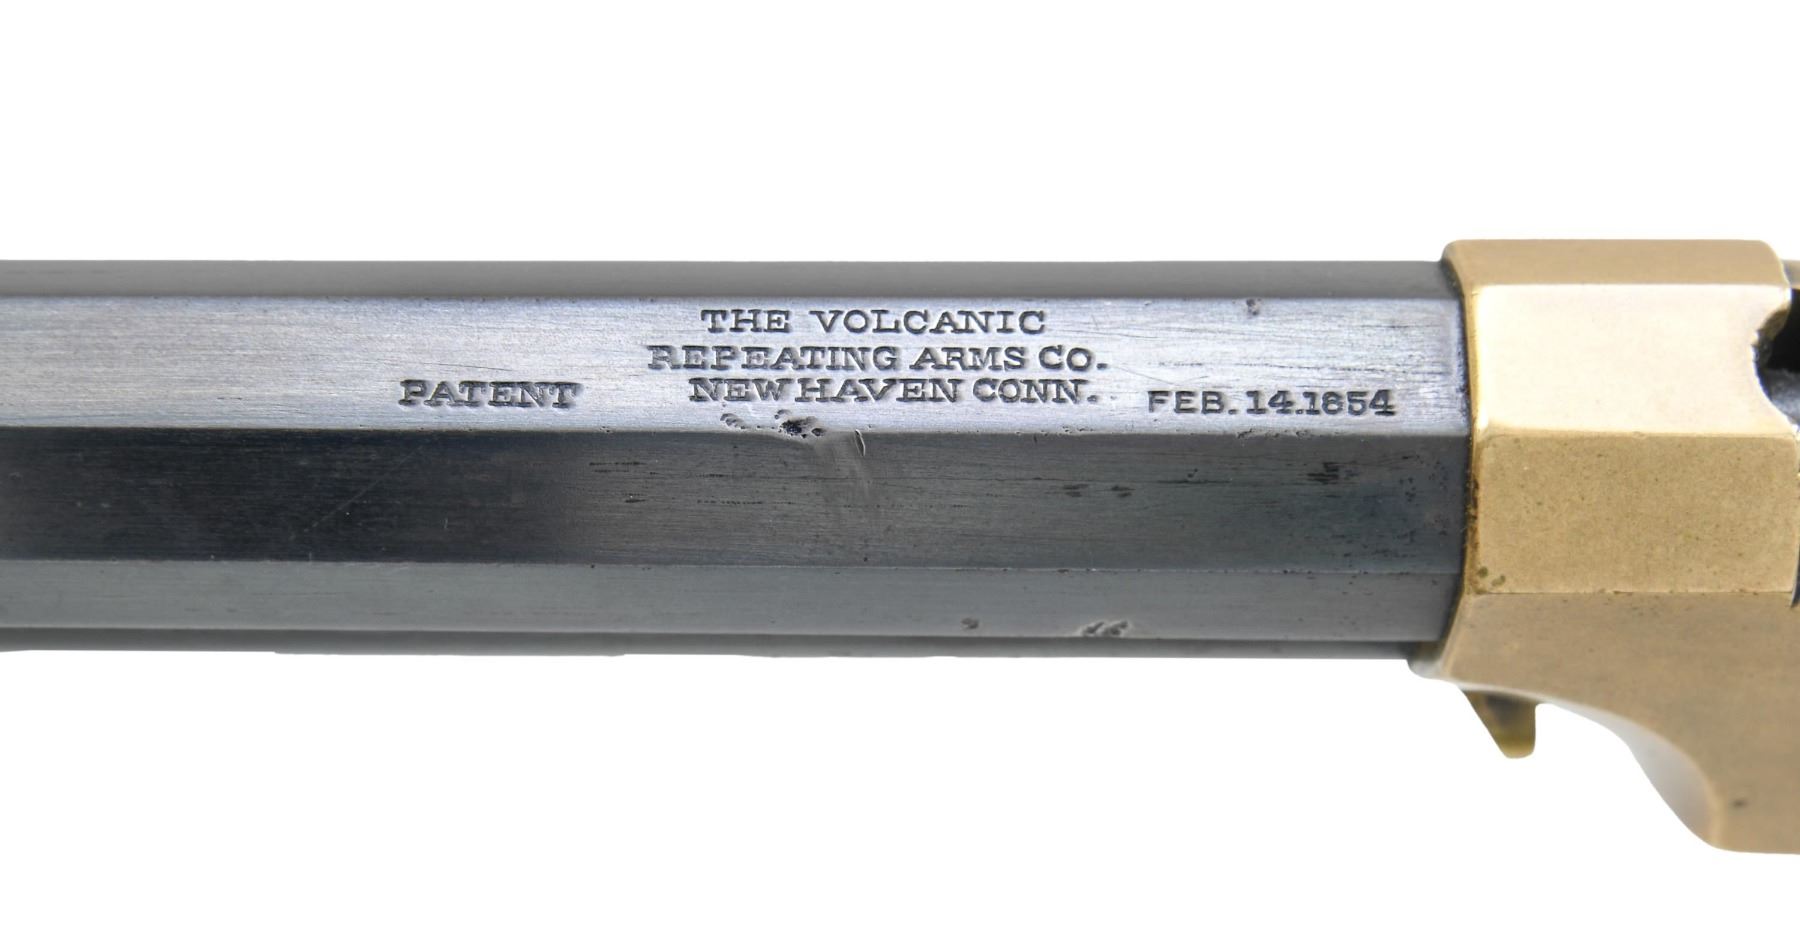 THE VOLCANIC
REPEATING ARMS CO.
PATENT NEW HAVEN CONN. FEB. 14. 1854